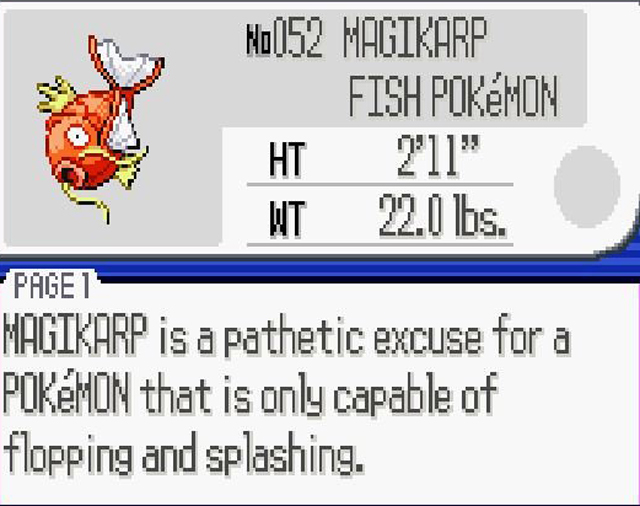 No052 MAGIKARP
FISH POKéMON
HT 2'11"
WT 22.0 lbs.
PAGE 1
MAGIKARP is a pathetic excuse for a
POKéMON that is only capable of
flopping and splashing.